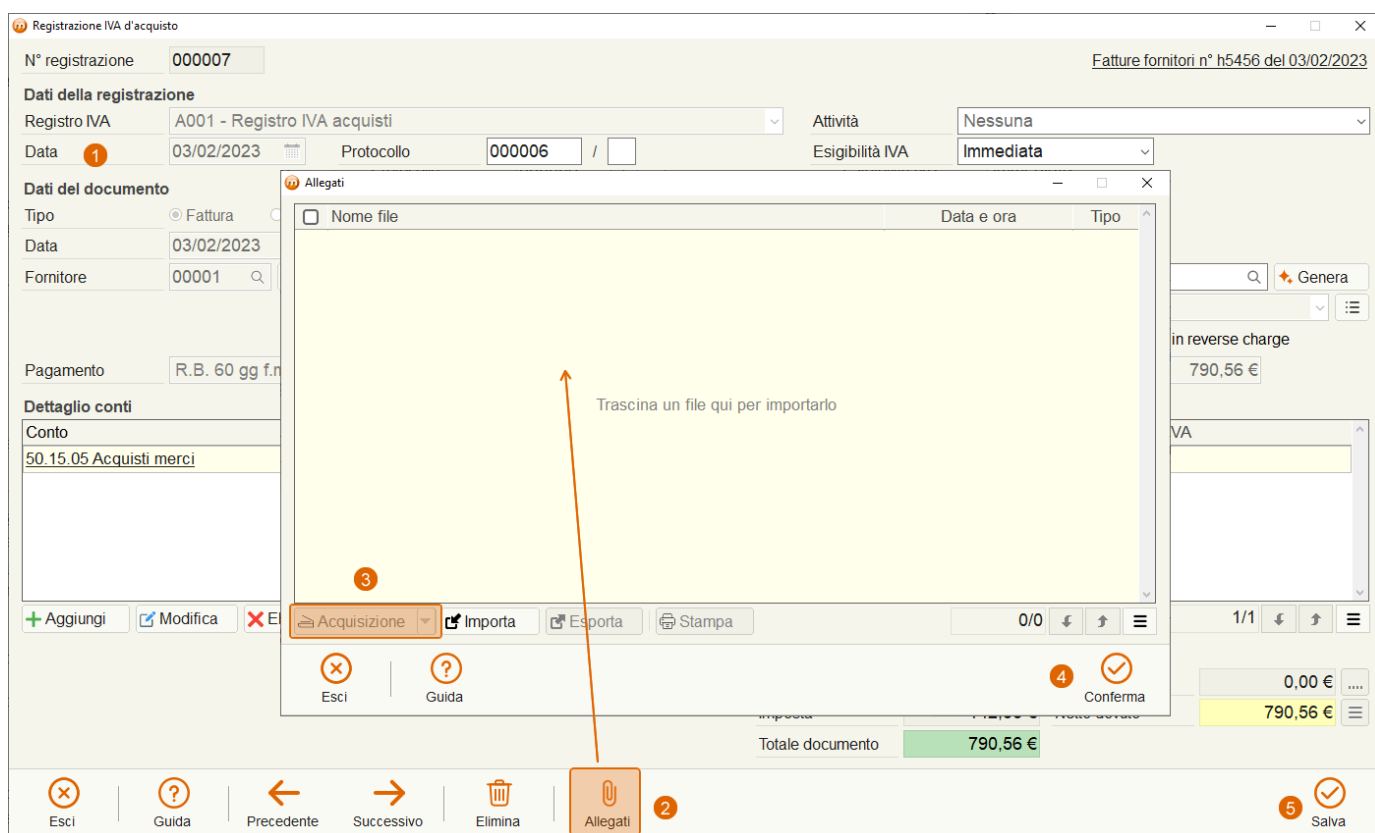 Registrazione IVA d'acquisto
N° registrazione 000007 Fatture fornitori n° h5456 del 03/02/2023
Dati della registrazione
Registro IVA A001 - Registro IVA acquisti Attività Nessuna
Data 1 03/02/2023 Protocollo 000006 / Esigibilità IVA Immediata
Dati del documento
Allegati
Tipo Fattura
Nome file Data e ora Tipo
Data 03/02/2023
Fornitore 00001 Genera
in reverse charge
Pagamento R.B. 60 gg f.m 790,56 €
Trascina un file qui per importarlo
Dettaglio conti
Conto VA
50.15.05 Acquisti merci
3
Aggiungi Modifica El Acquisizione Importa Esporta Stampa 0/0 1/1
Esci Guida 4 Conferma
0,00 € ....
Imposta Netto dovuto 790,56 €
Totale documento 790,56 €
Esci Guida Precedente Successivo Elimina Allegati 2 5 Salva